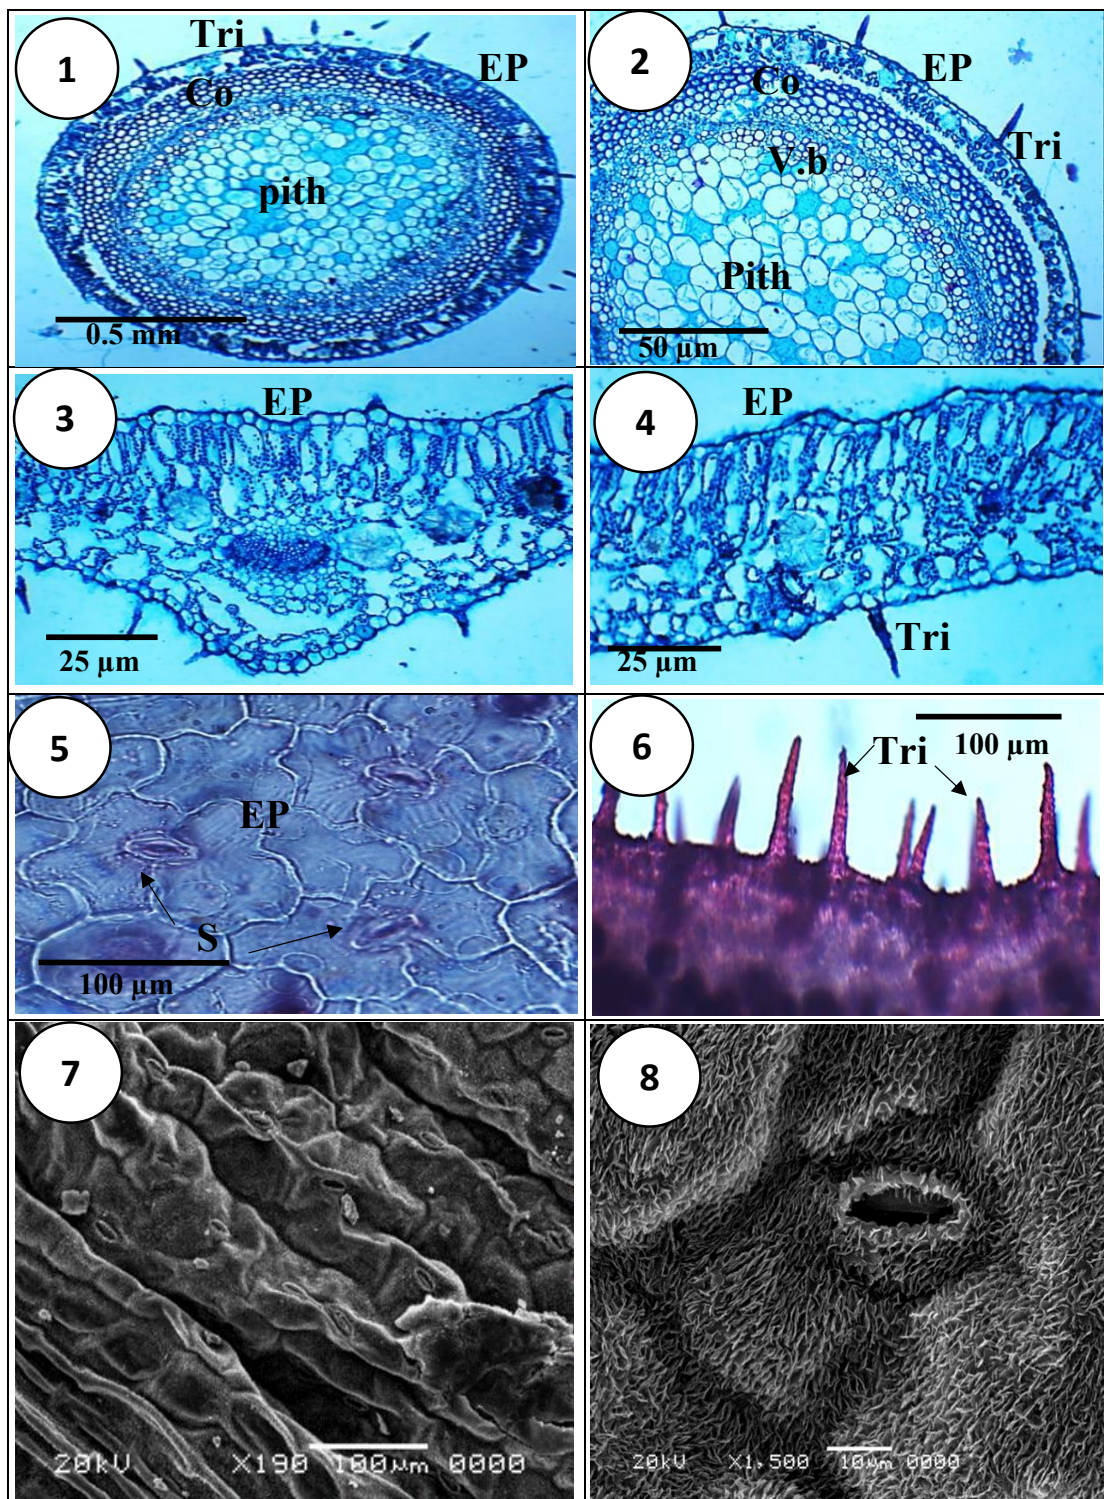 1
Tri
EP
Co
pith
0.5 mm
2
EP
Co
Tri
V.b
Pith
50 µm
3
EP
25 µm
4
EP
Tri
25 µm
5
EP
S
100 µm
6
100 µm
Tri
7
20kV X190 100µm 0000
8
20kV X1,500 10µm 0000